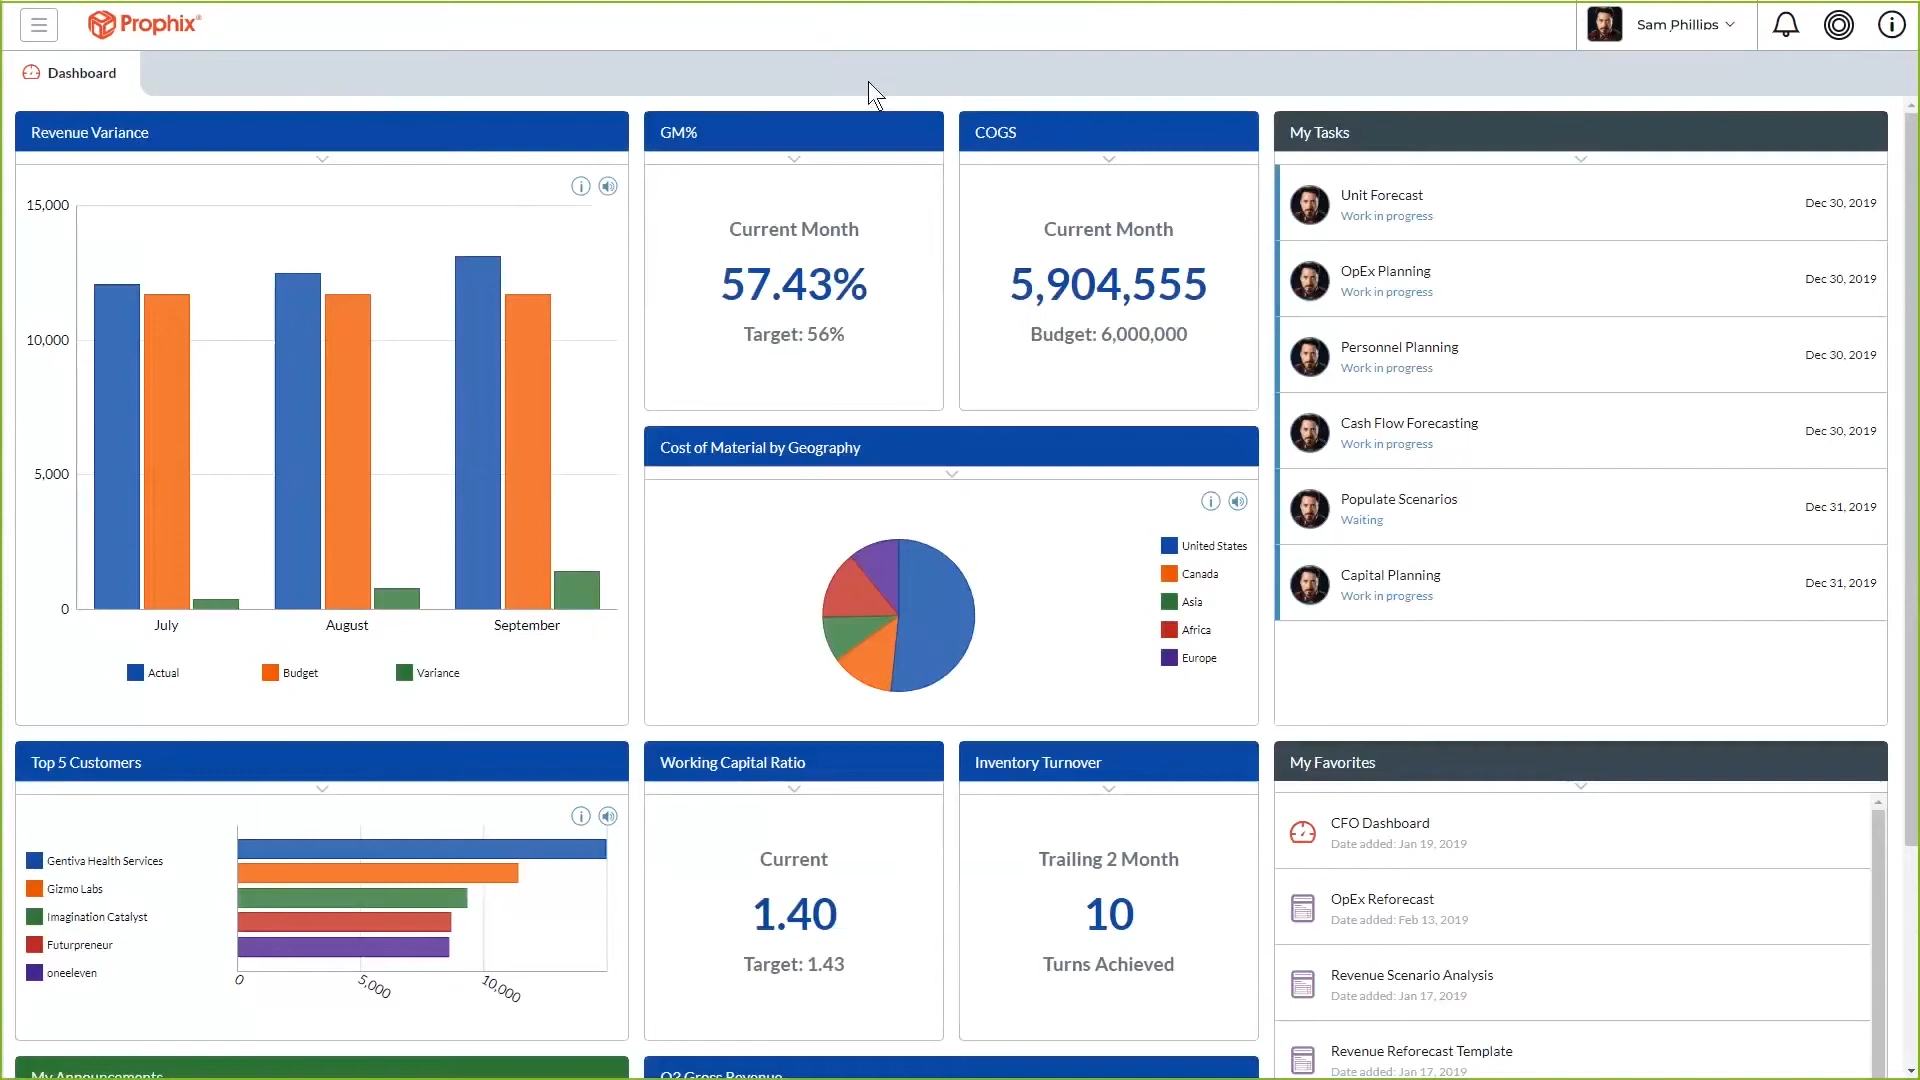 Prophix®
Sam Phillips
Dashboard
Revenue Variance
15,000
10,000
5,000
0
July
August
September
Actual
Budget
Variance
GM%
Current Month
57.43%
Target: 56%
COGS
Current Month
5,904,555
Budget: 6,000,000
Cost of Material by Geography
United States
Canada
Asia
Africa
Europe
My Tasks
Unit Forecast
Work in progress
Dec 30, 2019
OpEx Planning
Work in progress
Dec 30, 2019
Personnel Planning
Work in progress
Dec 30, 2019
Cash Flow Forecasting
Work in progress
Dec 30, 2019
Populate Scenarios
Waiting
Dec 31, 2019
Capital Planning
Work in progress
Dec 31, 2019
Top 5 Customers
Gentiva Health Services
Gizmo Labs
Imagination Catalyst
Futurpreneur
oneeleven
0
5,000
10,000
Working Capital Ratio
Current
1.40
Target: 1.43
Inventory Turnover
Trailing 2 Month
10
Turns Achieved
My Favorites
CFO Dashboard
Date added: Jan 19, 2019
OpEx Reforecast
Date added: Feb 13, 2019
Revenue Scenario Analysis
Date added: Jan 17, 2019
Revenue Reforecast Template
Date added: Jan 17, 2019
My Announcements
Q3 Gross Revenue